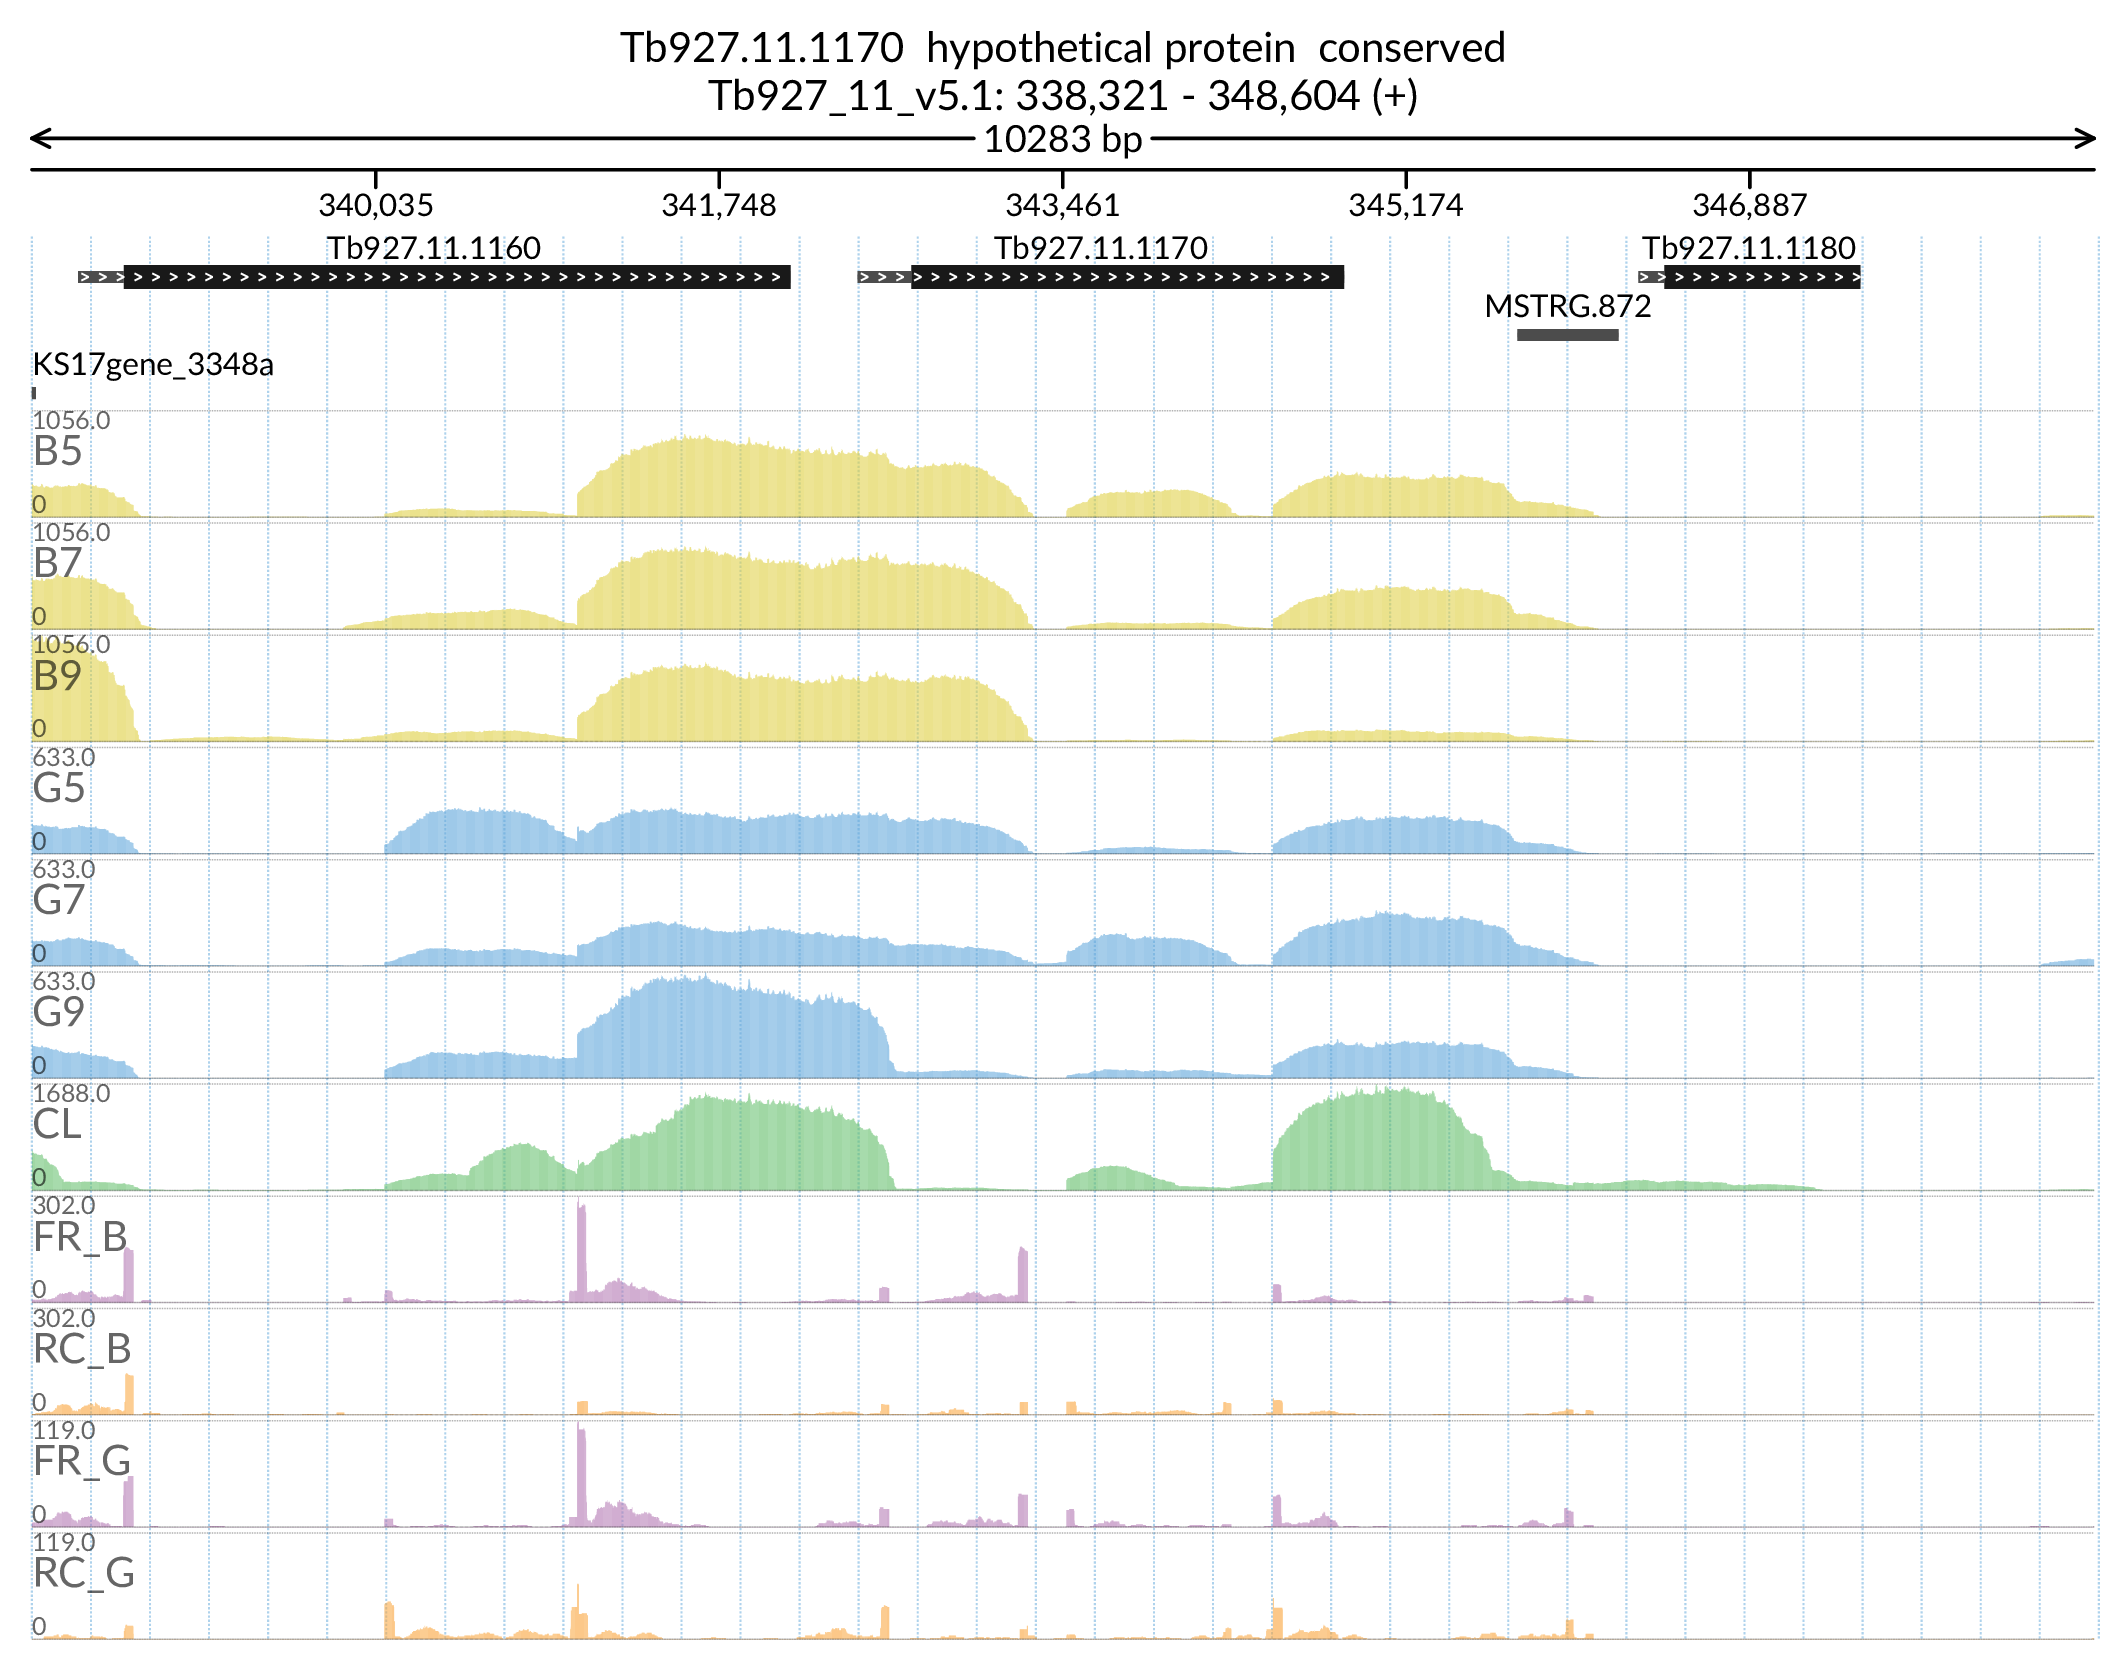 Tb927.11.1170 hypothetical protein conserved
Tb927_11_v5.1: 338,321 - 348,604 (+)
10283 bp
340,035 341,748 343,461 345,174 346,887
Tb927.11.1160 Tb927.11.1170 Tb927.11.1180
MSTRG.872
KS17gene_3348a
1056.0
B5
0
1056.0
B7
0
1056.0
B9
0
633.0
G5
0
633.0
G7
0
633.0
G9
0
1688.0
CL
0
302.0
FR_B
0
302.0
RC_B
0
119.0
FR_G
0
119.0
RC_G
0